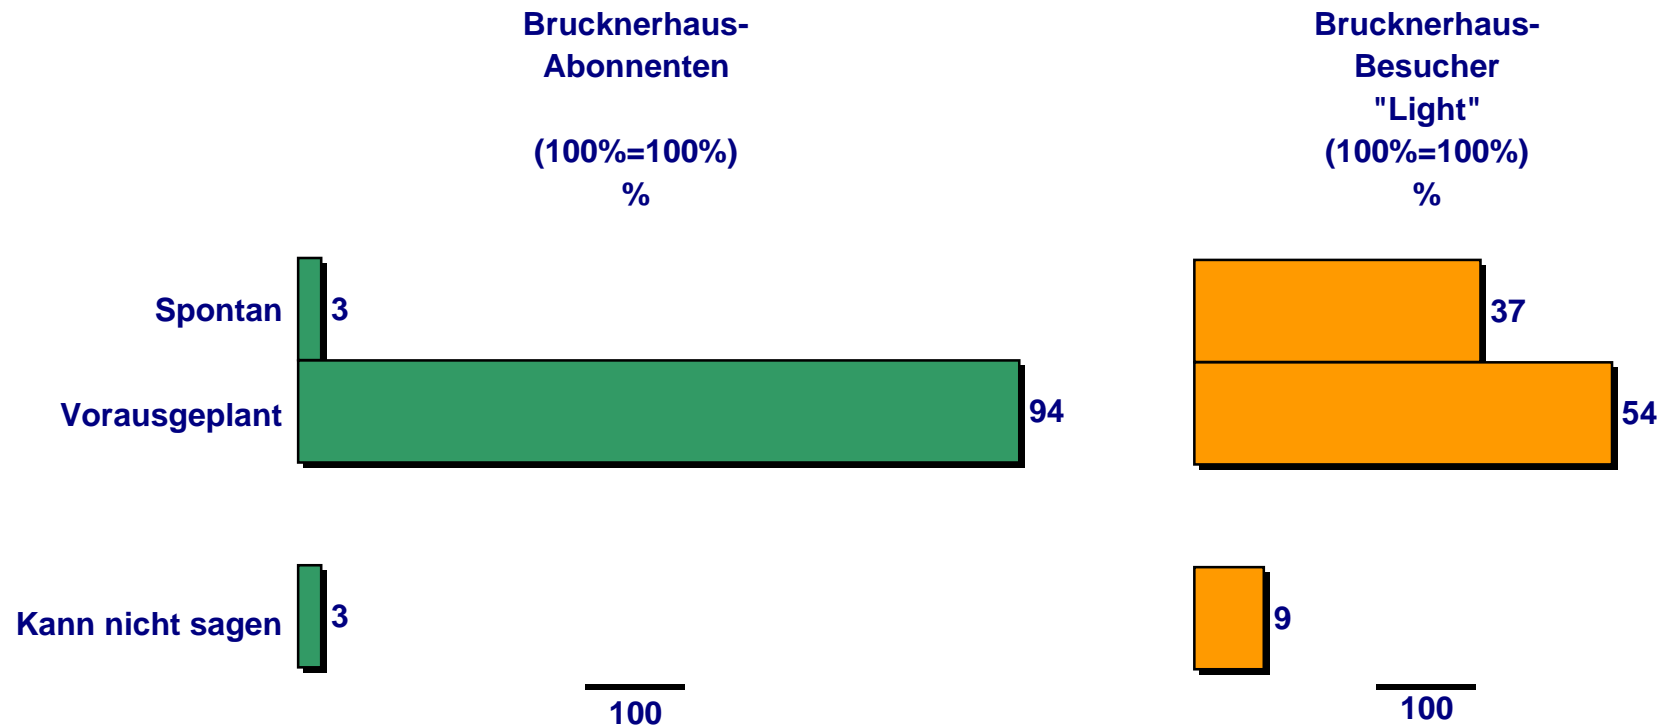 Brucknerhaus-
Abonnenten
(100%=100%)
%
Brucknerhaus-
Besucher
"Light"
(100%=100%)
%
Spontan 3 37
Vorausgeplant 94 54
Kann nicht sagen 3 9
100 100